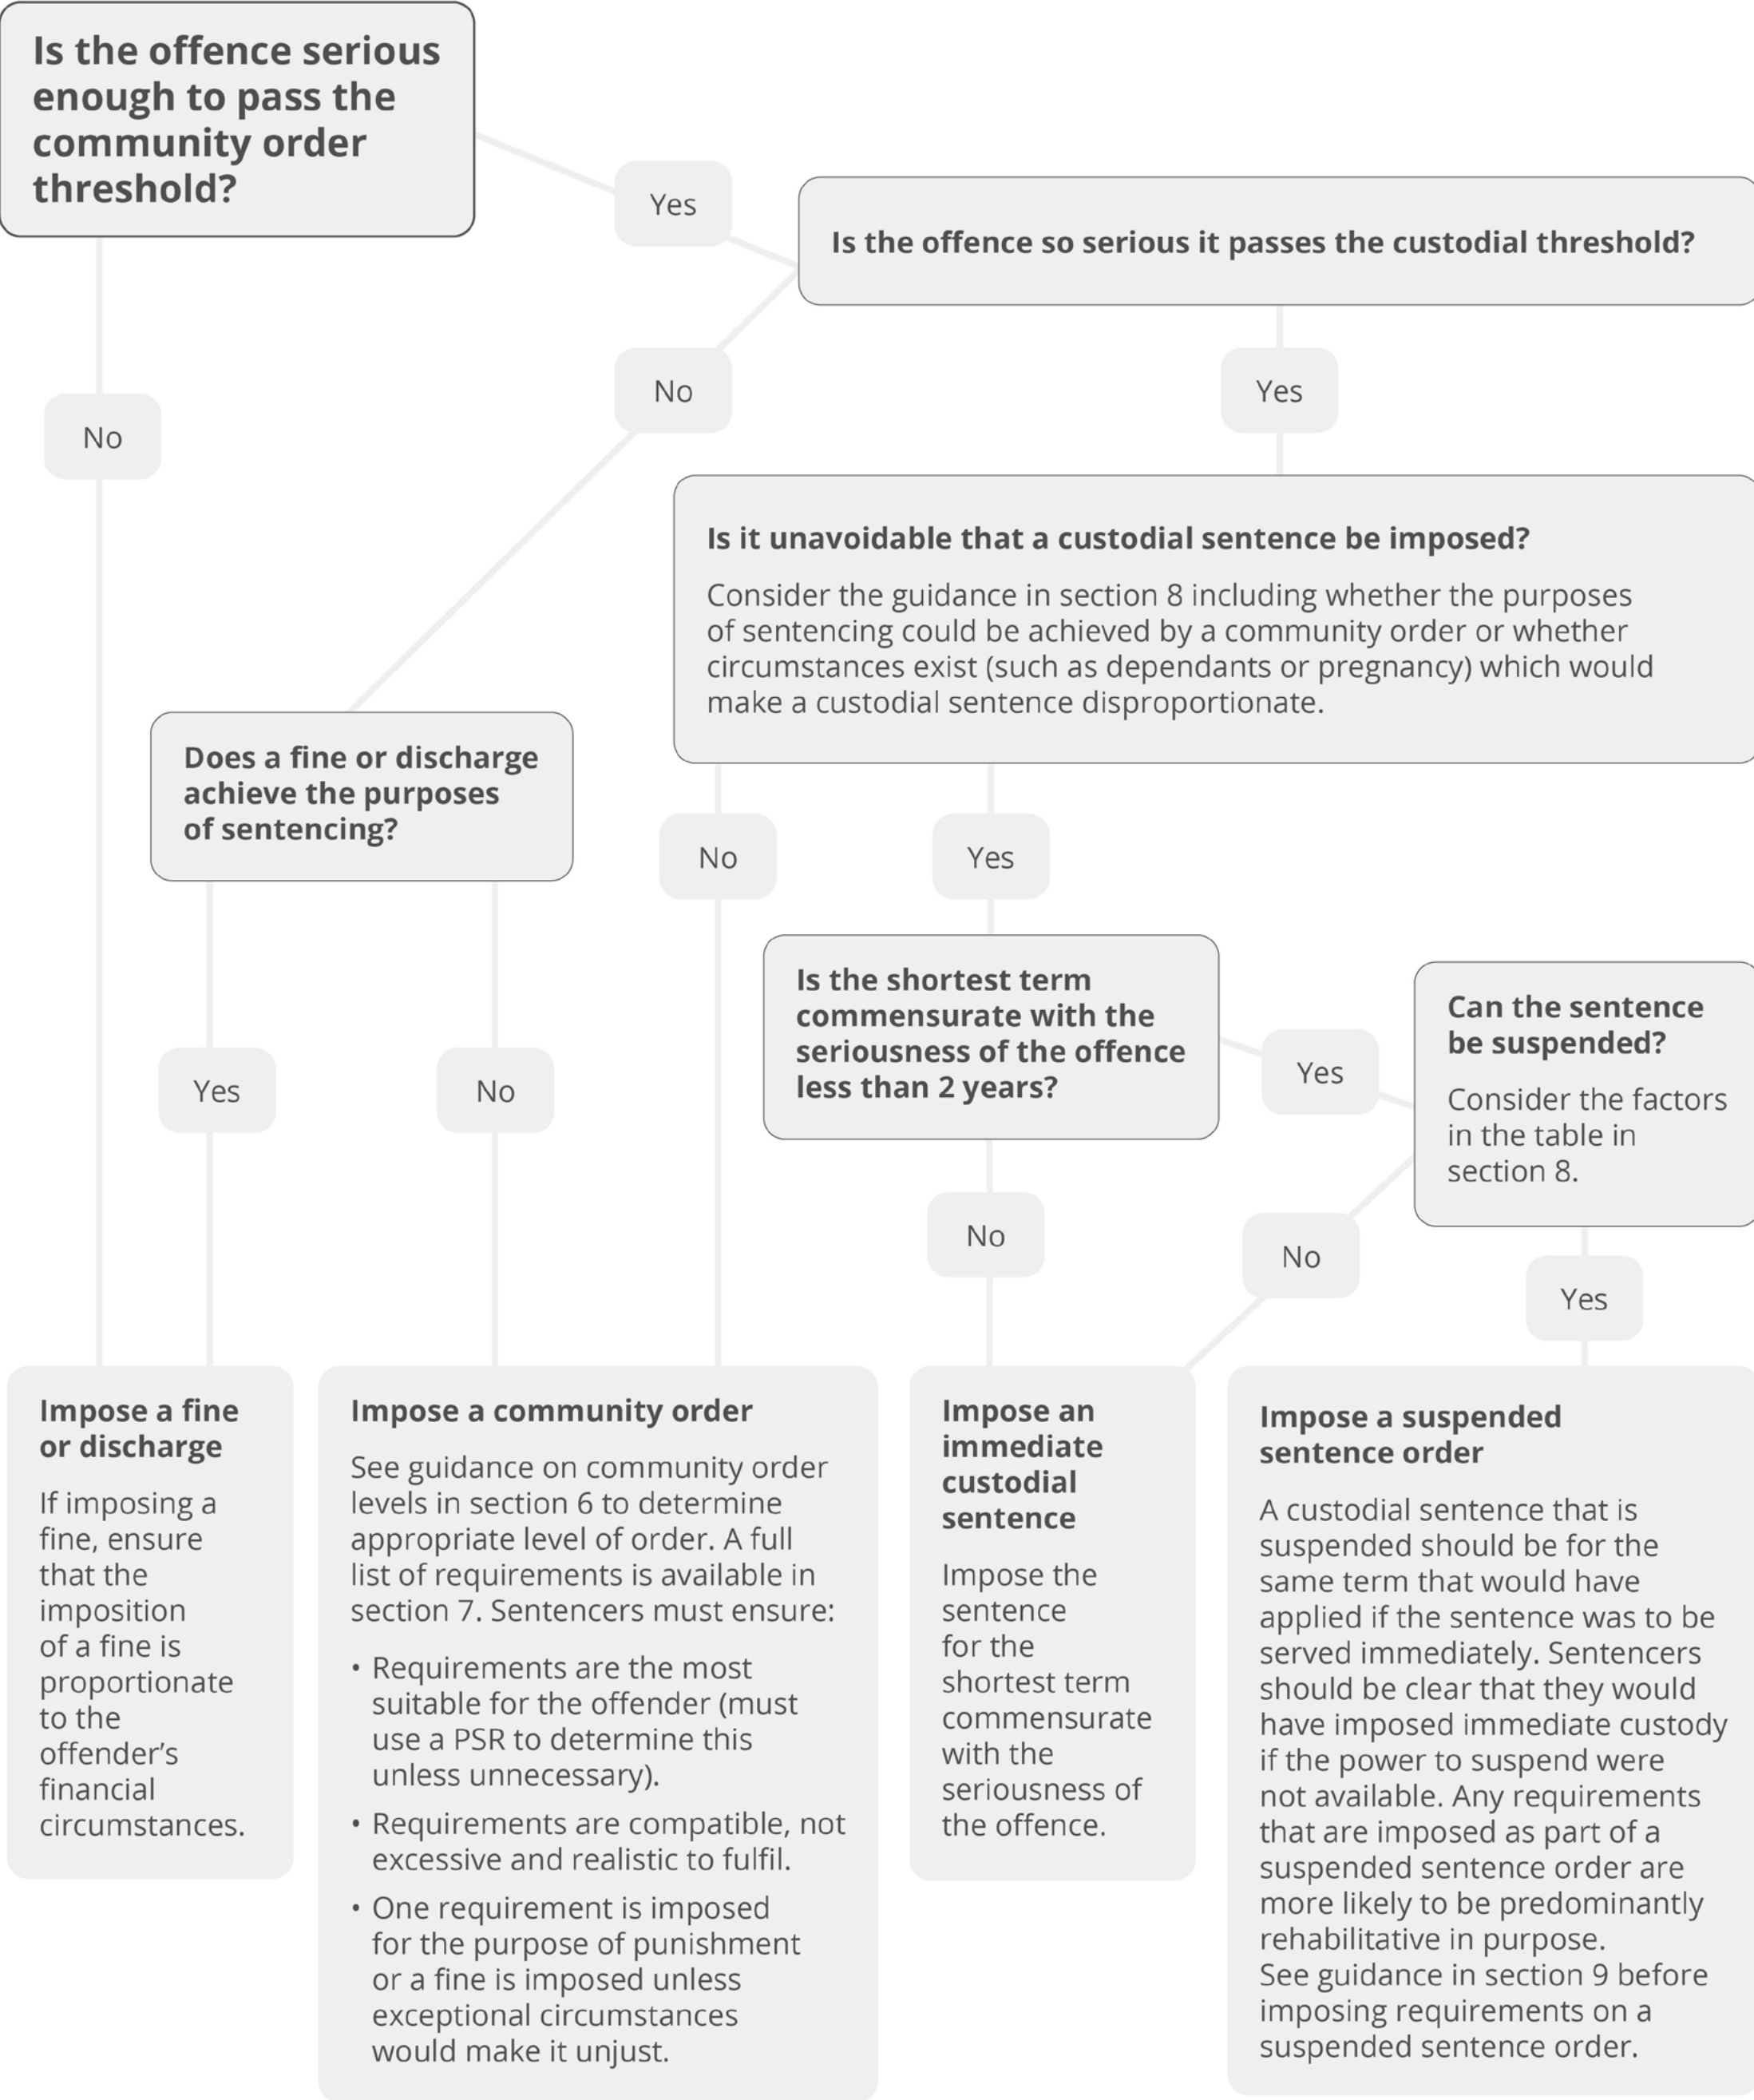 Is the offence serious
enough to pass the
community order
threshold?
Yes
Is the offence so serious it passes the custodial threshold?
No
Yes
No
Is it unavoidable that a custodial sentence be imposed?
Consider the guidance in section 8 including whether the purposes
of sentencing could be achieved by a community order or whether
circumstances exist (such as dependants or pregnancy) which would
make a custodial sentence disproportionate.
Does a fine or discharge
achieve the purposes
of sentencing?
No
Yes
Is the shortest term
commensurate with the
seriousness of the offence
less than 2 years?
Can the sentence
be suspended?
Consider the factors
in the table in
section 8.
Yes
Yes
No
No
No
Yes
Impose a fine
or discharge
If imposing a
fine, ensure
that the
imposition
of a fine is
proportionate
to the
offender’s
financial
circumstances.
Impose a community order
See guidance on community order
levels in section 6 to determine
appropriate level of order. A full
list of requirements is available in
section 7. Sentencers must ensure:
• Requirements are the most
suitable for the offender (must
use a PSR to determine this
unless unnecessary).
• Requirements are compatible, not
excessive and realistic to fulfil.
• One requirement is imposed
for the purpose of punishment
or a fine is imposed unless
exceptional circumstances
would make it unjust.
Impose an
immediate
custodial
sentence
Impose the
sentence
for the
shortest term
commensurate
with the
seriousness of
the offence.
Impose a suspended
sentence order
A custodial sentence that is
suspended should be for the
same term that would have
applied if the sentence was to be
served immediately. Sentencers
should be clear that they would
have imposed immediate custody
if the power to suspend were
not available. Any requirements
that are imposed as part of a
suspended sentence order are
more likely to be predominantly
rehabilitative in purpose.
See guidance in section 9 before
imposing requirements on a
suspended sentence order.